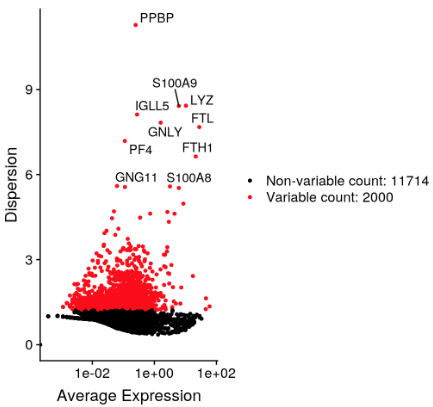 PPBP
S100A9
IGLL5
LYZ
FTL
GNLY
PF4
FTH1
GNG11
S100A8
9
6
3
0
Dispersion
1e-02
1e+00
1e+02
Average Expression
Non-variable count: 11714
Variable count: 2000